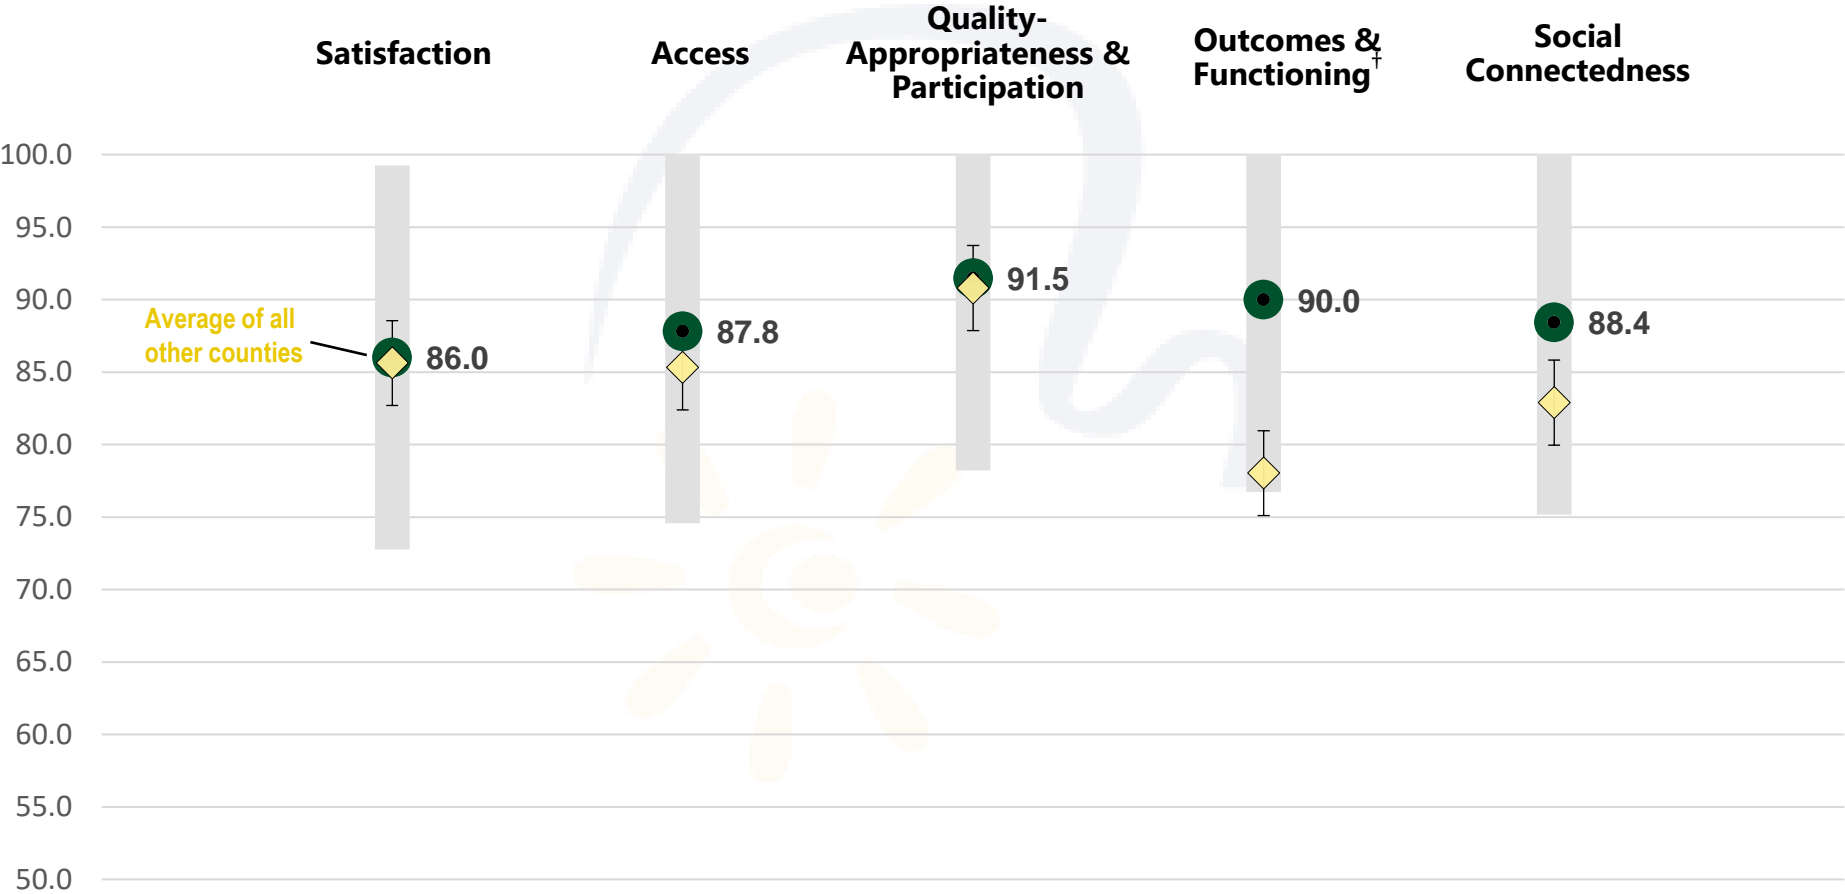 Satisfaction
Access
Quality-
Appropriateness &
Participation
Outcomes &
Functioning†
Social
Connectedness
100.0
95.0
90.0
85.0
80.0
75.0
70.0
65.0
60.0
55.0
50.0
Average of all
other counties
86.0
87.8
91.5
90.0
88.4